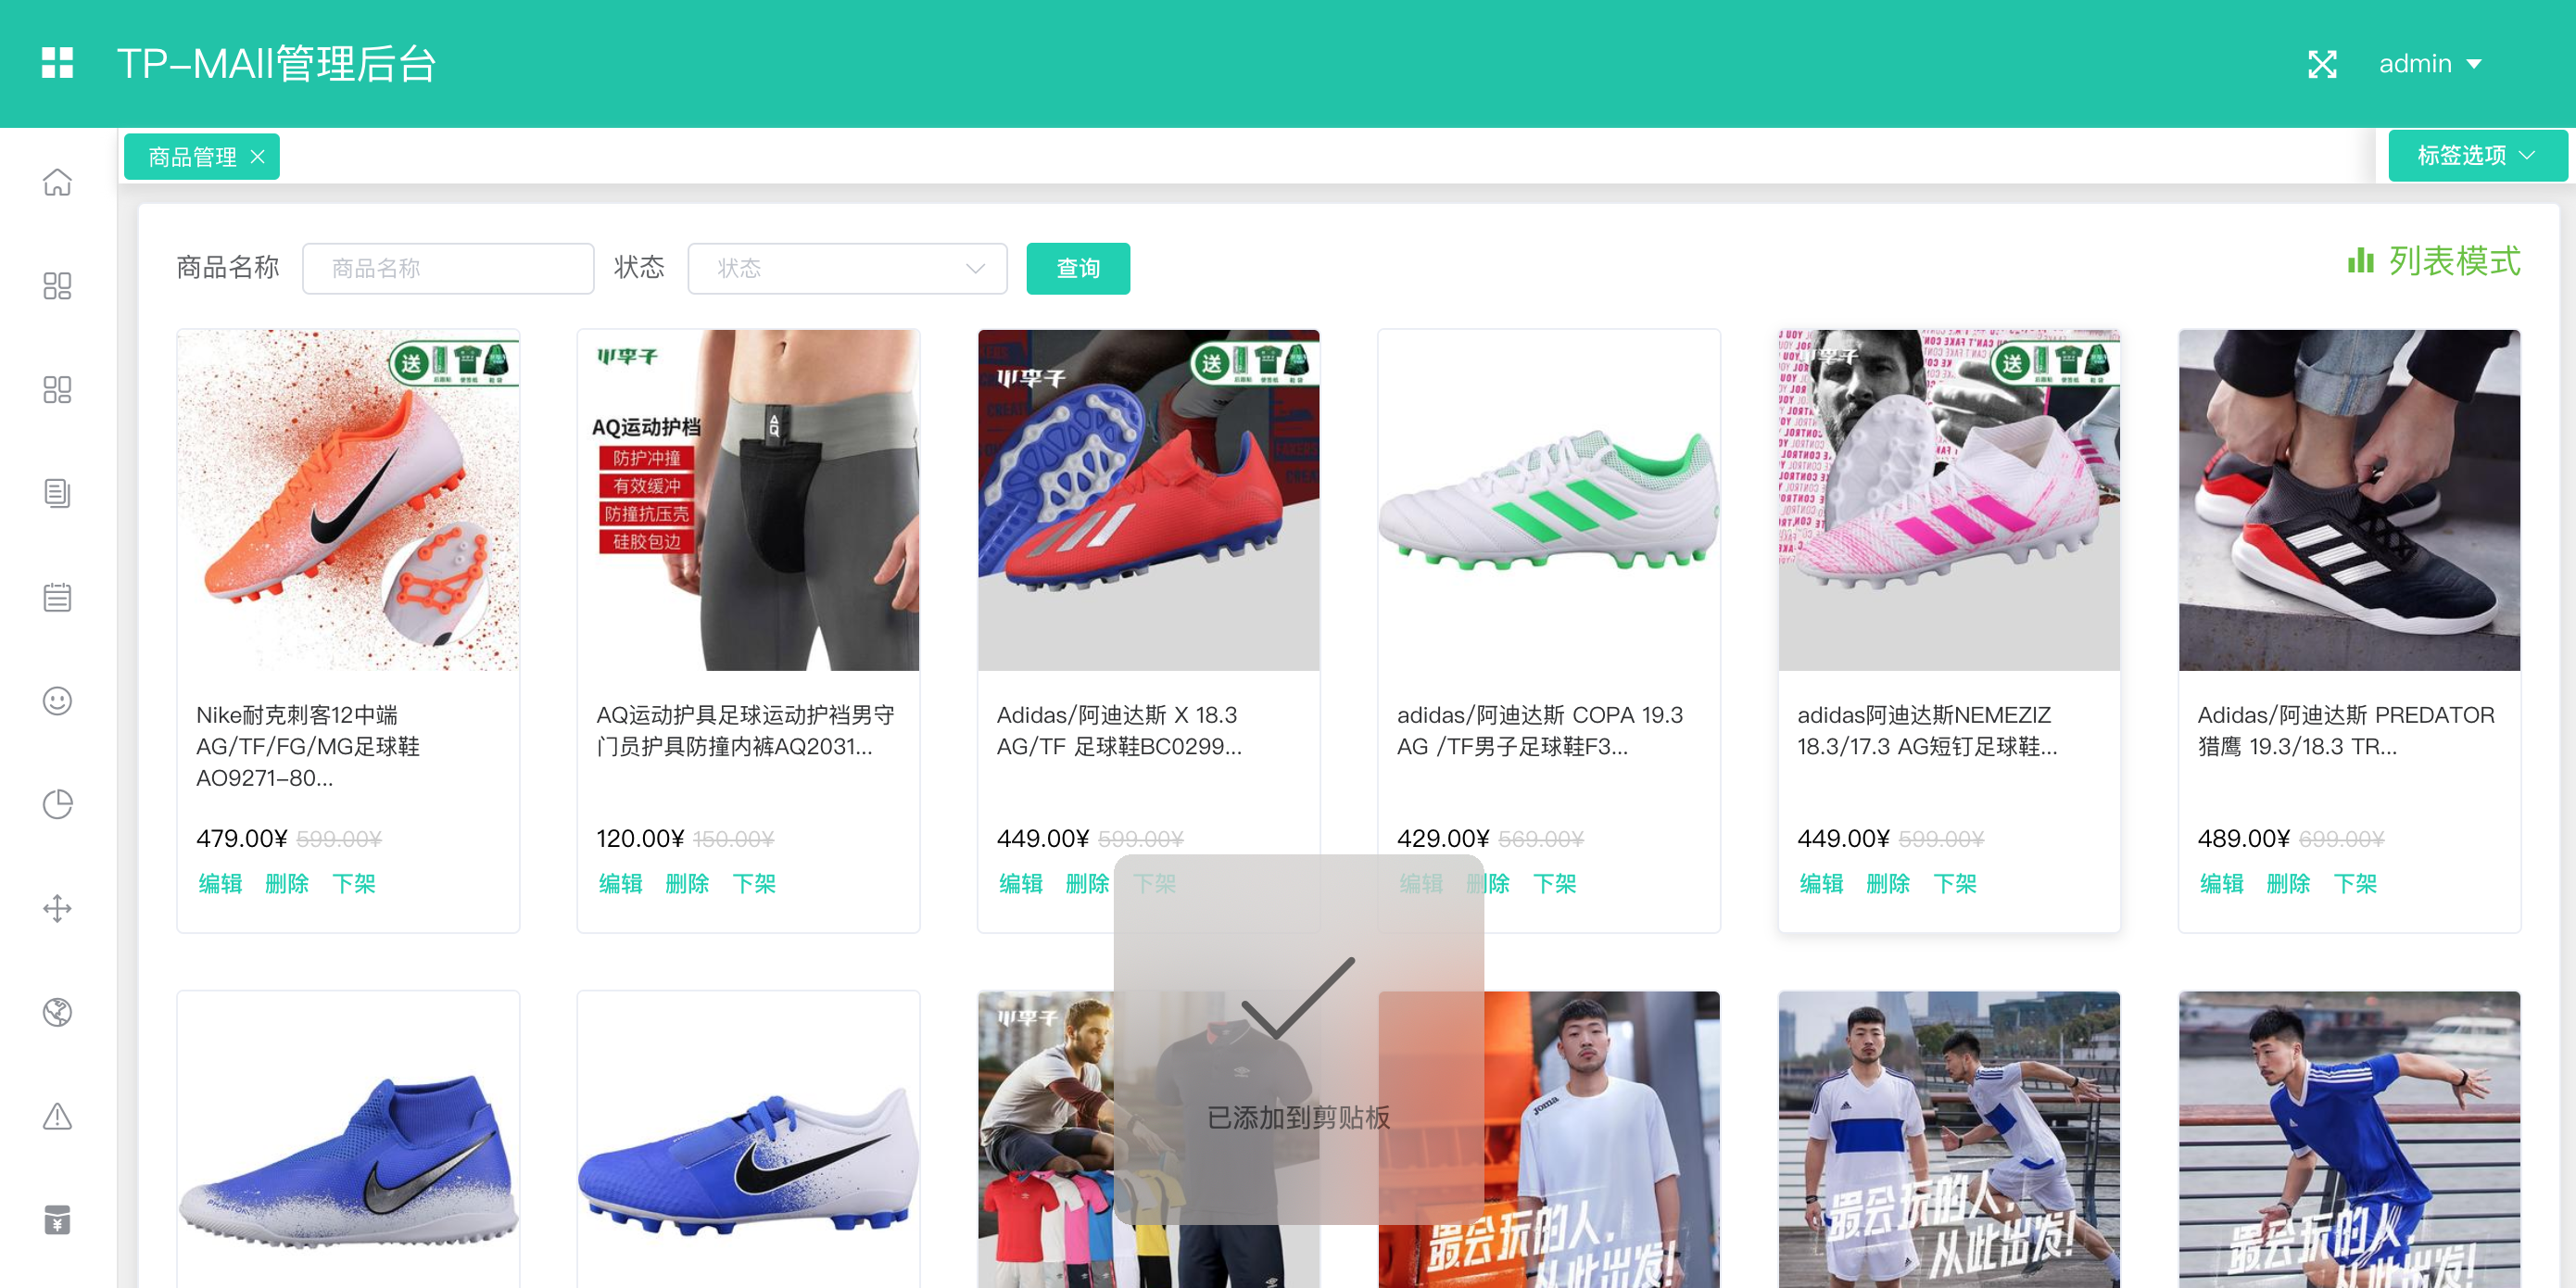 TP-MAll管理后台
admin
商品管理
标签选项
商品名称
商品名称
状态
状态
查询
列表模式
送
小李子
AQ运动护档
防护冲撞
有效缓冲
防撞抗压壳
硅胶包边
AQ
小李子
送
小李子
送
Nike耐克刺客12中端
AG/TF/FG/MG足球鞋
AO9271-80...
479.00¥ 599.00¥
编辑 删除 下架
AQ运动护具足球运动护裆男守
门员护具防撞内裤AQ2031...
120.00¥ 150.00¥
编辑 删除 下架
Adidas/阿迪达斯 X 18.3
AG/TF 足球鞋BC0299...
449.00¥ 599.00¥
编辑 删除 下架
adidas/阿迪达斯 COPA 19.3
AG /TF男子足球鞋F3...
429.00¥ 569.00¥
编辑 删除 下架
adidas阿迪达斯NEMEZIZ
18.3/17.3 AG短钉足球鞋...
449.00¥ 599.00¥
编辑 删除 下架
Adidas/阿迪达斯 PREDATOR
猎鹰 19.3/18.3 TR...
489.00¥ 699.00¥
编辑 删除 下架
小李子
已添加到剪贴板
joma
最会玩的人,
从此出发!
最会玩的人,
从此出发!
最会玩的人,
从此出发!